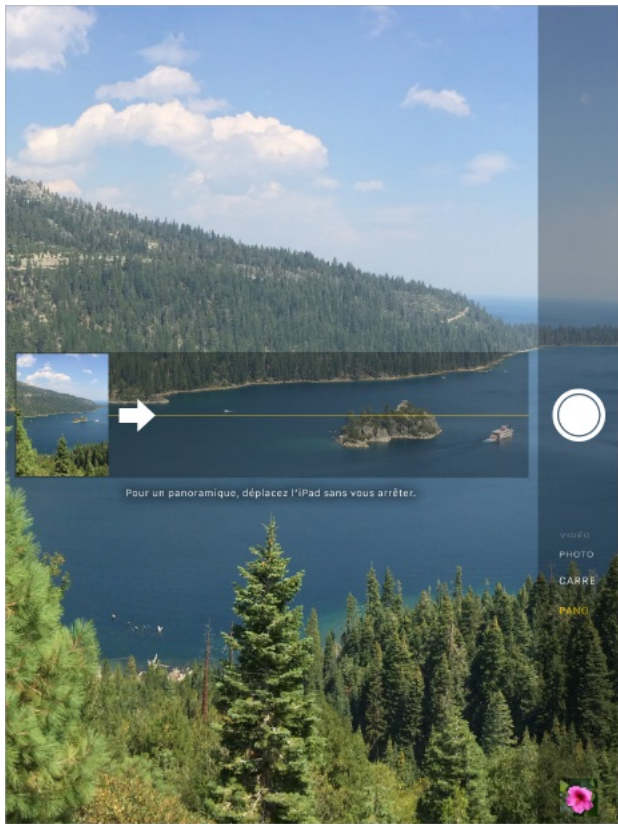 Pour un panoramique, déplacez l'iPad sans vous arrêter.
VIDÉO
PHOTO
CARRÉ
PANO